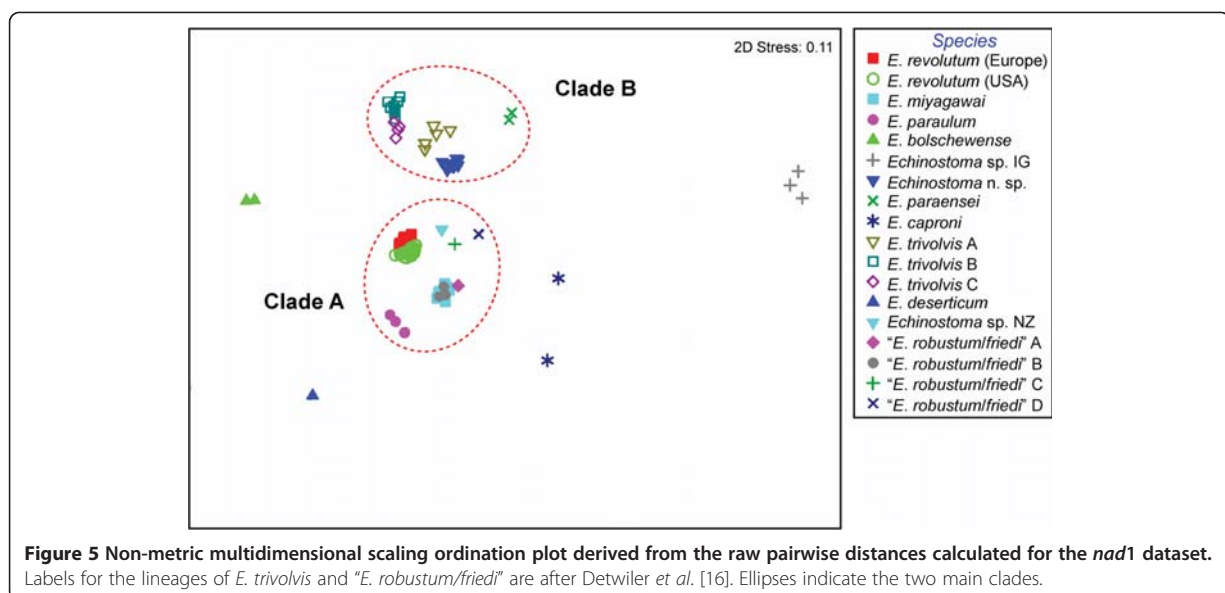 2D Stress: 0.11
Clade B
Clade A
Species
E. revolutum (Europe)
E. revolutum (USA)
E. miyagawai
E. paraulum
E. bolschewense
Echinostoma sp. IG
Echinostoma n. sp.
E. paraensei
E. caproni
E. trivolvis A
E. trivolvis B
E. trivolvis C
E. deserticum
Echinostoma sp. NZ
"E. robustum/friedi" A
"E. robustum/friedi" B
"E. robustum/friedi" C
"E. robustum/friedi" D
Figure 5 Non-metric multidimensional scaling ordination plot derived from the raw pairwise distances calculated for the nad1 dataset.
Labels for the lineages of E. trivolvis and "E. robustum/friedi" are after Detwiler et al. [16]. Ellipses indicate the two main clades.